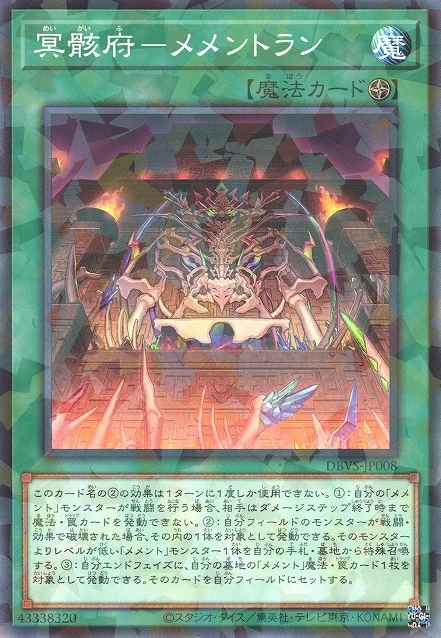 冥骸府－メメントラン
めい がい ふ
魔
【魔法カード】
ま ほう
DBVS-JP008
このカード名の②の効果は１ターンに１度しか使用できない。①：自分の「メメント」モンスターが戦闘を行う場合、相手はダメージステップ終了時まで
魔法・罠カードを発動できない。②：自分フィールドのモンスターが戦闘・
効果で破壊された場合、その内の１体を対象として発動できる。そのモンスター
よりレベルが低い「メメント」モンスター１体を自分の手札・墓地から特殊召喚
する。③：自分エンドフェイズに、自分の墓地の「メメント」魔法・罠カード１枚を
対象として発動できる。そのカードを自分フィールドにセットする。
43338320
©スタジオ・ダイス／集英社・テレビ東京・KONAMI